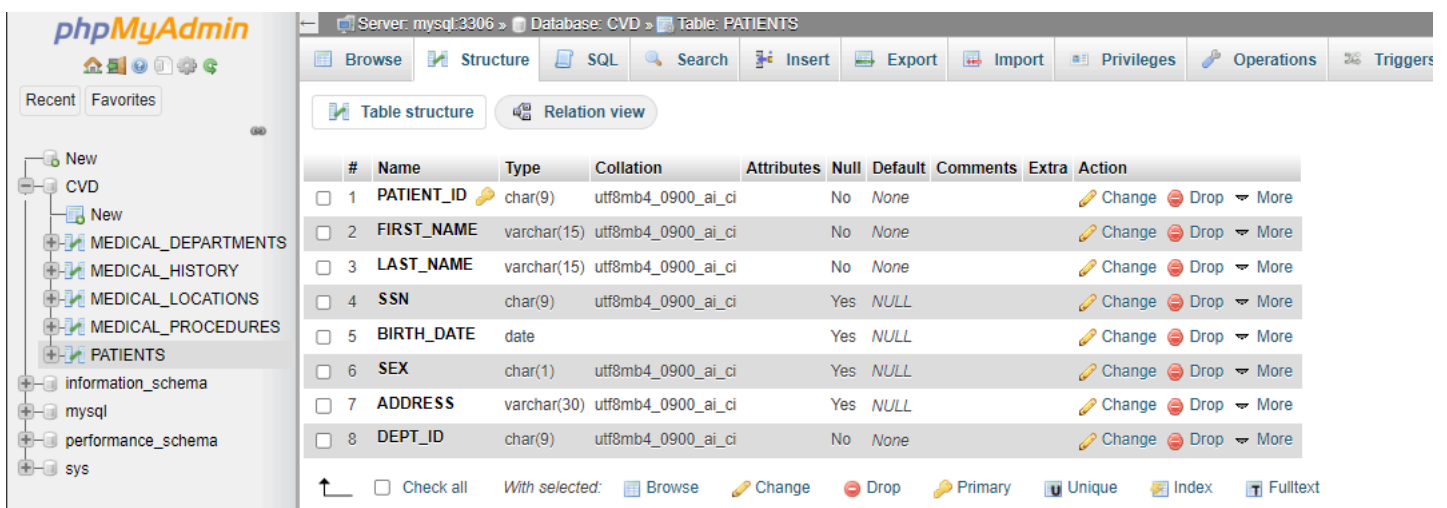 phpMyAdmin
Recent Favorites
New
CVD
New
MEDICAL_DEPARTMENTS
MEDICAL_HISTORY
MEDICAL_LOCATIONS
MEDICAL_PROCEDURES
PATIENTS
information_schema
mysql
performance_schema
sys
Server: mysql:3306 » Database: CVD » Table: PATIENTS
Browse Structure SQL Search Insert Export Import Privileges Operations Triggers
Table structure Relation view
# Name Type Collation Attributes Null Default Comments Extra Action
1 PATIENT_ID char(9) utf8mb4_0900_ai_ci No None Change Drop More
2 FIRST_NAME varchar(15) utf8mb4_0900_ai_ci No None Change Drop More
3 LAST_NAME varchar(15) utf8mb4_0900_ai_ci No None Change Drop More
4 SSN char(9) utf8mb4_0900_ai_ci Yes NULL Change Drop More
5 BIRTH_DATE date Yes NULL Change Drop More
6 SEX char(1) utf8mb4_0900_ai_ci Yes NULL Change Drop More
7 ADDRESS varchar(30) utf8mb4_0900_ai_ci Yes NULL Change Drop More
8 DEPT_ID char(9) utf8mb4_0900_ai_ci No None Change Drop More
Check all With selected: Browse Change Drop Primary Unique Index Fulltext